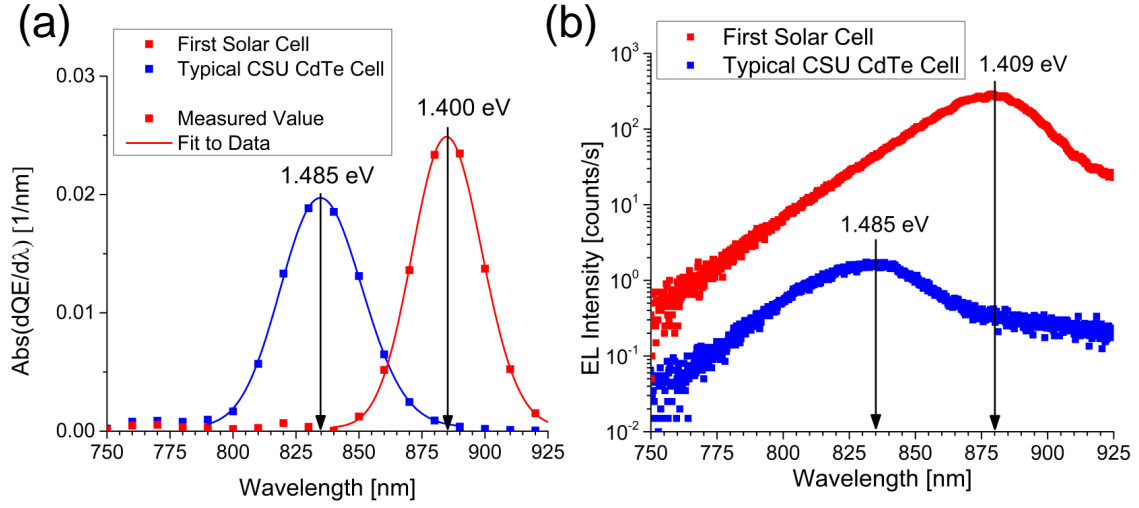 (a)
First Solar Cell
Typical CSU CdTe Cell
Measured Value
Fit to Data
1.400 eV
1.485 eV
0.03
0.02
0.01
0.00
Abs(dQE/dλ) [1/nm]
750 775 800 825 850 875 900 925
Wavelength [nm]
(b)
First Solar Cell
Typical CSU CdTe Cell
1.409 eV
1.485 eV
10³
10²
10¹
10⁰
10⁻¹
10⁻²
EL Intensity [counts/s]
750 775 800 825 850 875 900 925
Wavelength [nm]